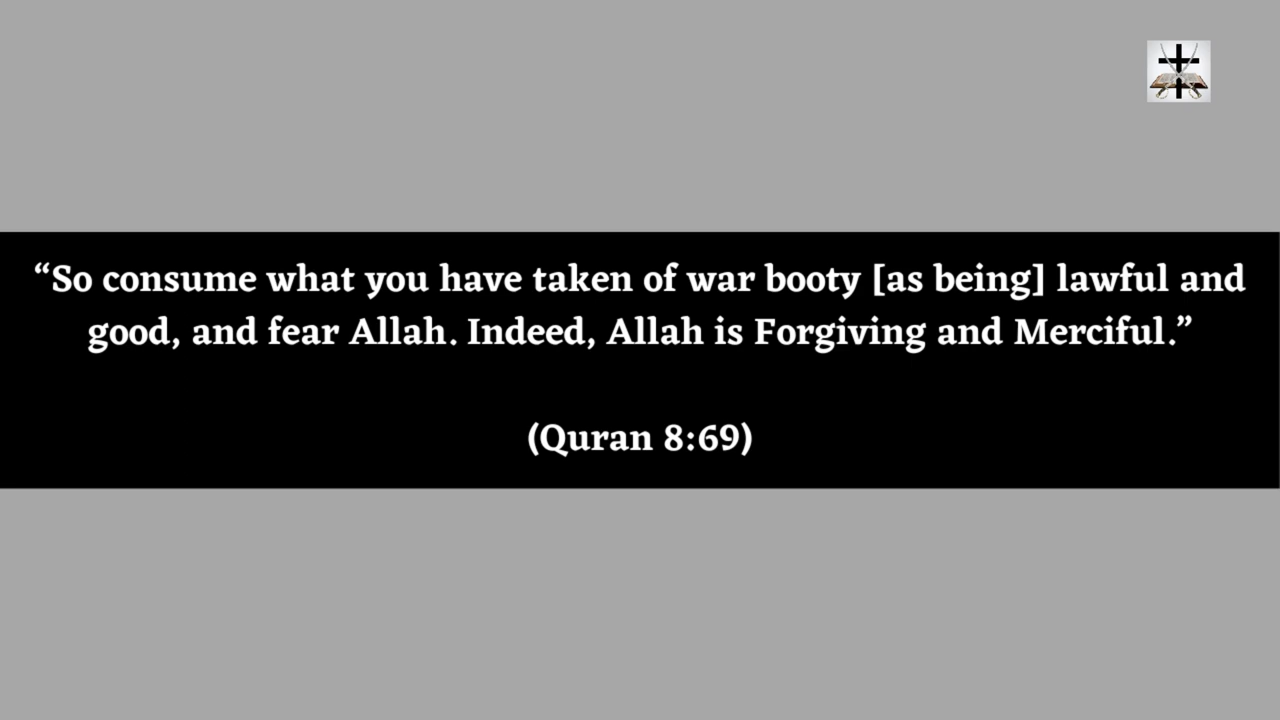 “So consume what you have taken of war booty [as being] lawful and
good, and fear Allah. Indeed, Allah is Forgiving and Merciful.”
(Quran 8:69)